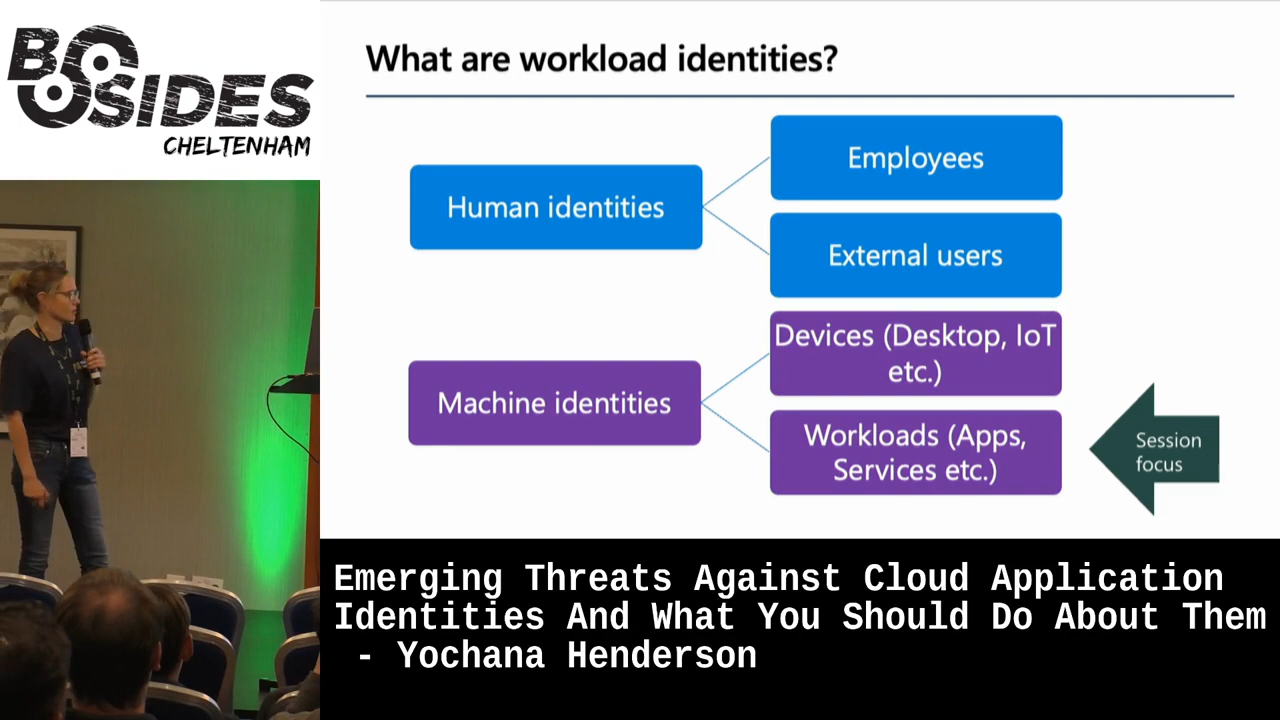 BSIDES
CHELTENHAM
What are workload identities?
Human identities
Employees
External users
Machine identities
Devices (Desktop, IoT
etc.)
Workloads (Apps,
Services etc.)
Session
focus
Emerging Threats Against Cloud Application
Identities And What You Should Do About Them
- Yochana Henderson